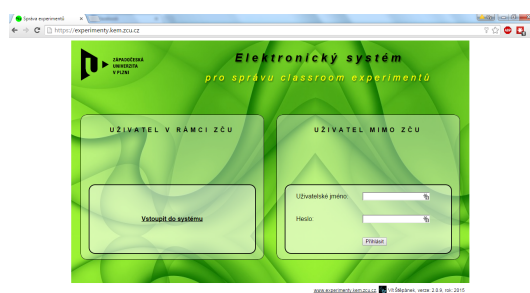 Správa experimentů
https://experimenty.kem.zcu.cz
ZÁPADOČESKÁ
UNIVERZITA
V PLZNI
Elektronický systém
pro správu classroom experimentů
UŽIVATEL V RÁMCI ZČU
UŽIVATEL MIMO ZČU
Vstoupit do systému
Uživatelské jméno:
Heslo:
Přihlásit
www.experimenty.kem.zcu.cz Vít Štěpánek, verze: 2.0.9, rok: 2015